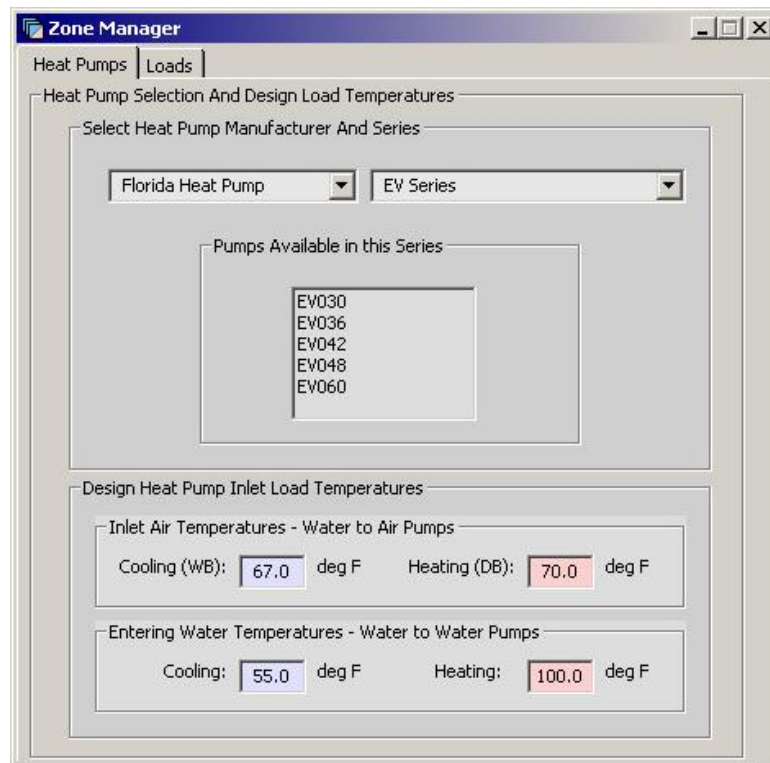 Zone Manager
Heat Pumps Loads
Heat Pump Selection And Design Load Temperatures
Select Heat Pump Manufacturer And Series
Florida Heat Pump EV Series
Pumps Available in this Series
EV030
EV036
EV042
EV048
EV060
Design Heat Pump Inlet Load Temperatures
Inlet Air Temperatures - Water to Air Pumps
Cooling (WB): 67.0 deg F Heating (DB): 70.0 deg F
Entering Water Temperatures - Water to Water Pumps
Cooling: 55.0 deg F Heating: 100.0 deg F